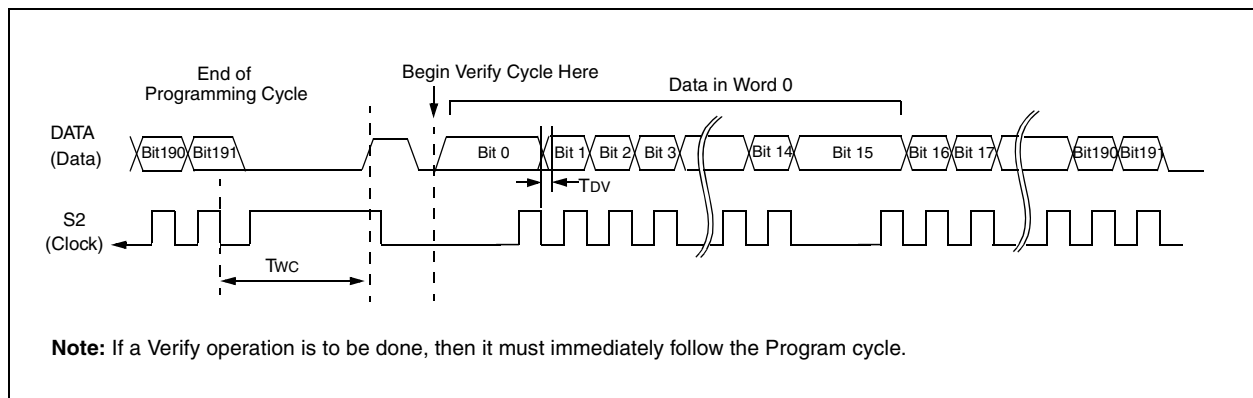 End of
Programming Cycle
Begin Verify Cycle Here
Data in Word 0
DATA
(Data)
Bit190 Bit191 Bit 0 Bit 1 Bit 2 Bit 3 Bit 14 Bit 15 Bit 16 Bit 17 Bit190 Bit191
TDV
S2
(Clock)
TWC
Note: If a Verify operation is to be done, then it must immediately follow the Program cycle.